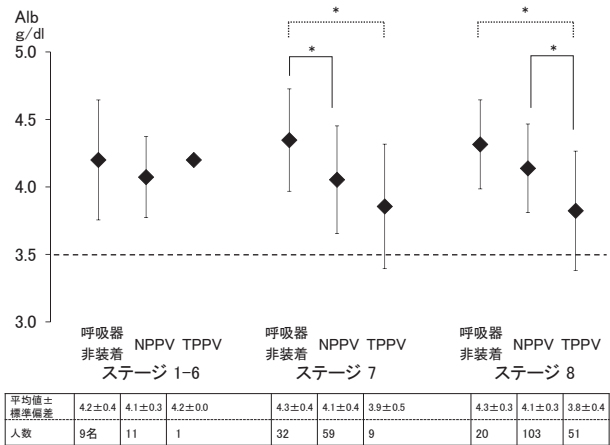 Alb
g/dl
* *
* *
5.0
4.5
4.0
3.5
3.0
呼吸器 呼吸器 呼吸器
非装着 NPPV TPPV 非装着 NPPV TPPV 非装着 NPPV TPPV
ステージ 1-6 ステージ 7 ステージ 8
平均値±
標準偏差 4.2±0.4 4.1±0.3 4.2±0.0 4.3±0.4 4.1±0.4 3.9±0.5 4.3±0.3 4.1±0.3 3.8±0.4
人数 9名 11 1 32 59 9 20 103 51